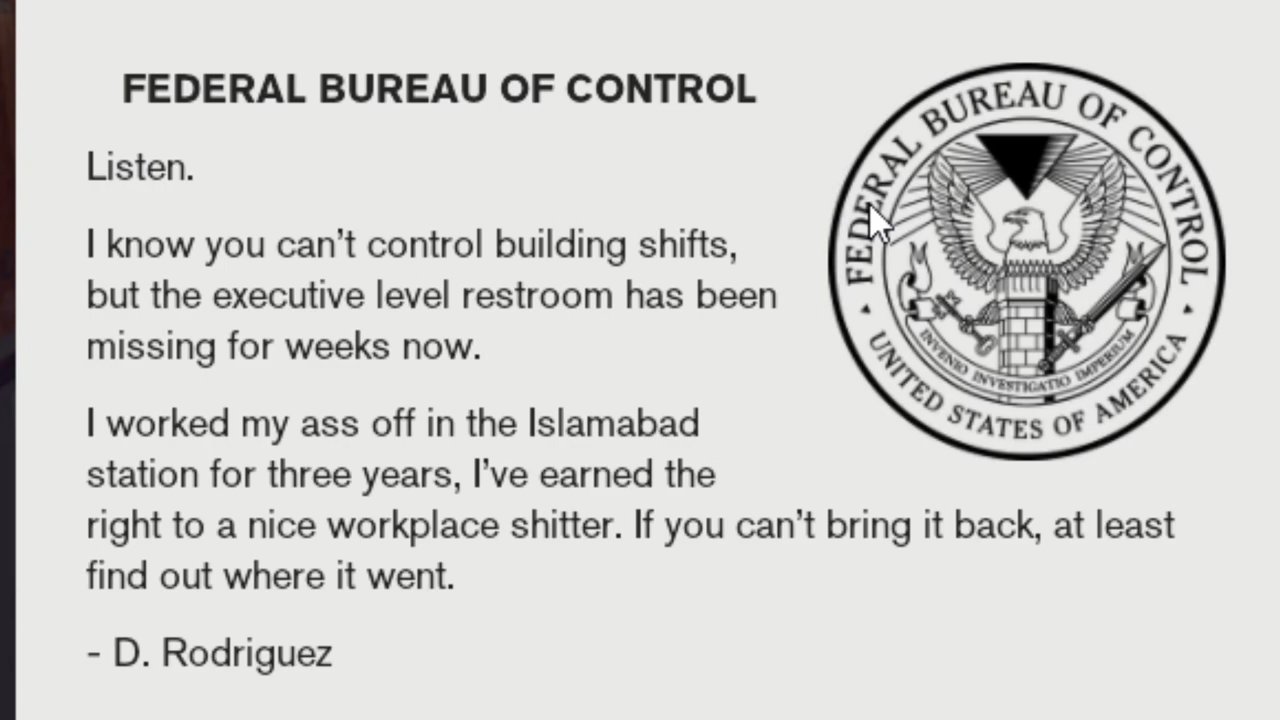 FEDERAL BUREAU OF CONTROL
Listen.
I know you can’t control building shifts,
but the executive level restroom has been
missing for weeks now.
I worked my ass off in the Islamabad
station for three years, I’ve earned the
right to a nice workplace shitter. If you can’t bring it back, at least
find out where it went.
- D. Rodriguez
FEDERAL BUREAU OF CONTROL
UNITED STATES OF AMERICA
INVENIO INVESTIGATIO IMPERIUM